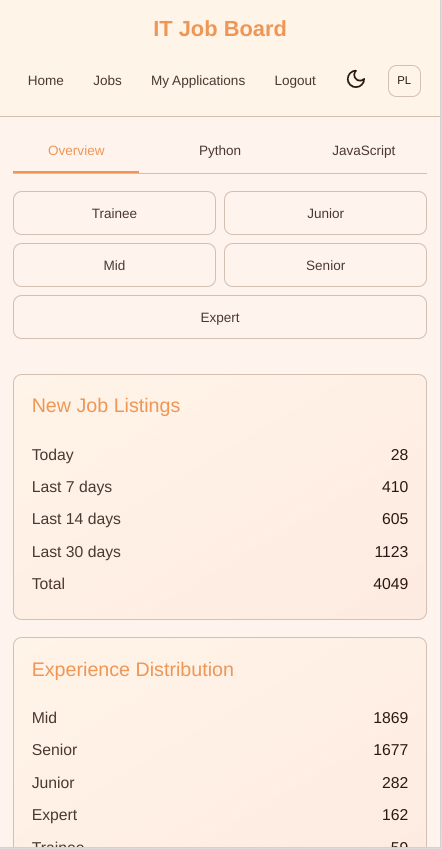 IT Job Board
Home Jobs My Applications Logout PL
Overview Python JavaScript
Trainee Junior
Mid Senior
Expert
New Job Listings
Today 28
Last 7 days 410
Last 14 days 605
Last 30 days 1123
Total 4049
Experience Distribution
Mid 1869
Senior 1677
Junior 282
Expert 162
Trainee 59